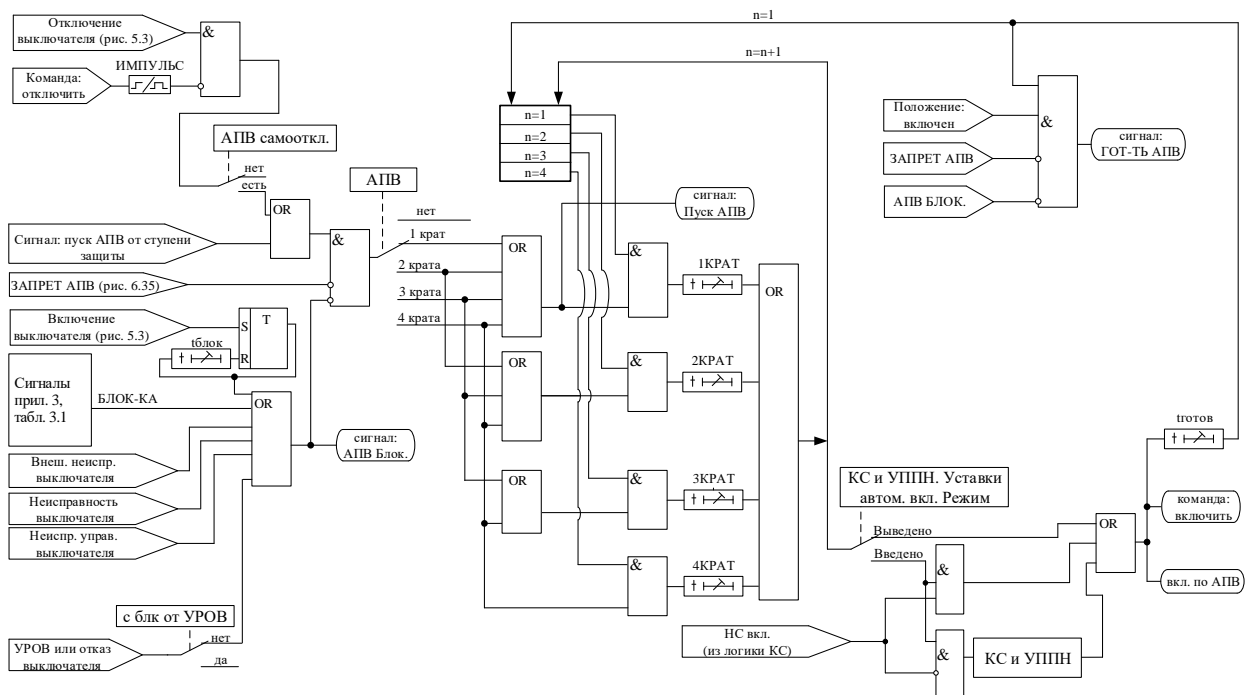 Отключение
выключателя (рис. 5.3)
&
Команда:
отключить
ИМПУЛЬС
АПВ самооткл.
нет
есть
АПВ
OR
Сигнал: пуск АПВ от ступени
защиты
&
ЗАПРЕТ АПВ (рис. 6.35)
Включение
выключателя (рис. 5.3)
S
T
R
tблок
Сигналы
прил. 3,
табл. 3.1
БЛОК-КА
OR
Внеш. неиспр.
выключателя
Неисправность
выключателя
Неиспр. управ.
выключателя
сигнал:
АПВ Блок.
с блк от УРОВ
УРОВ или отказ
выключателя
нет
да
нет
1 крат
2 крата
3 крата
4 крата
n=1
n=n+1
n=1
n=2
n=3
n=4
сигнал:
Пуск АПВ
OR
&
1КРАТ
OR
OR
&
2КРАТ
OR
&
3КРАТ
&
4КРАТ
Положение:
включен
ЗАПРЕТ АПВ
АПВ БЛОК.
&
сигнал:
ГОТ-ТЬ АПВ
КС и УППН. Уставки
автом. вкл. Режим
Выведено
Введено
&
НС вкл.
(из логики КС)
&
КС и УППН
OR
tготов
команда:
включить
вкл. по АПВ